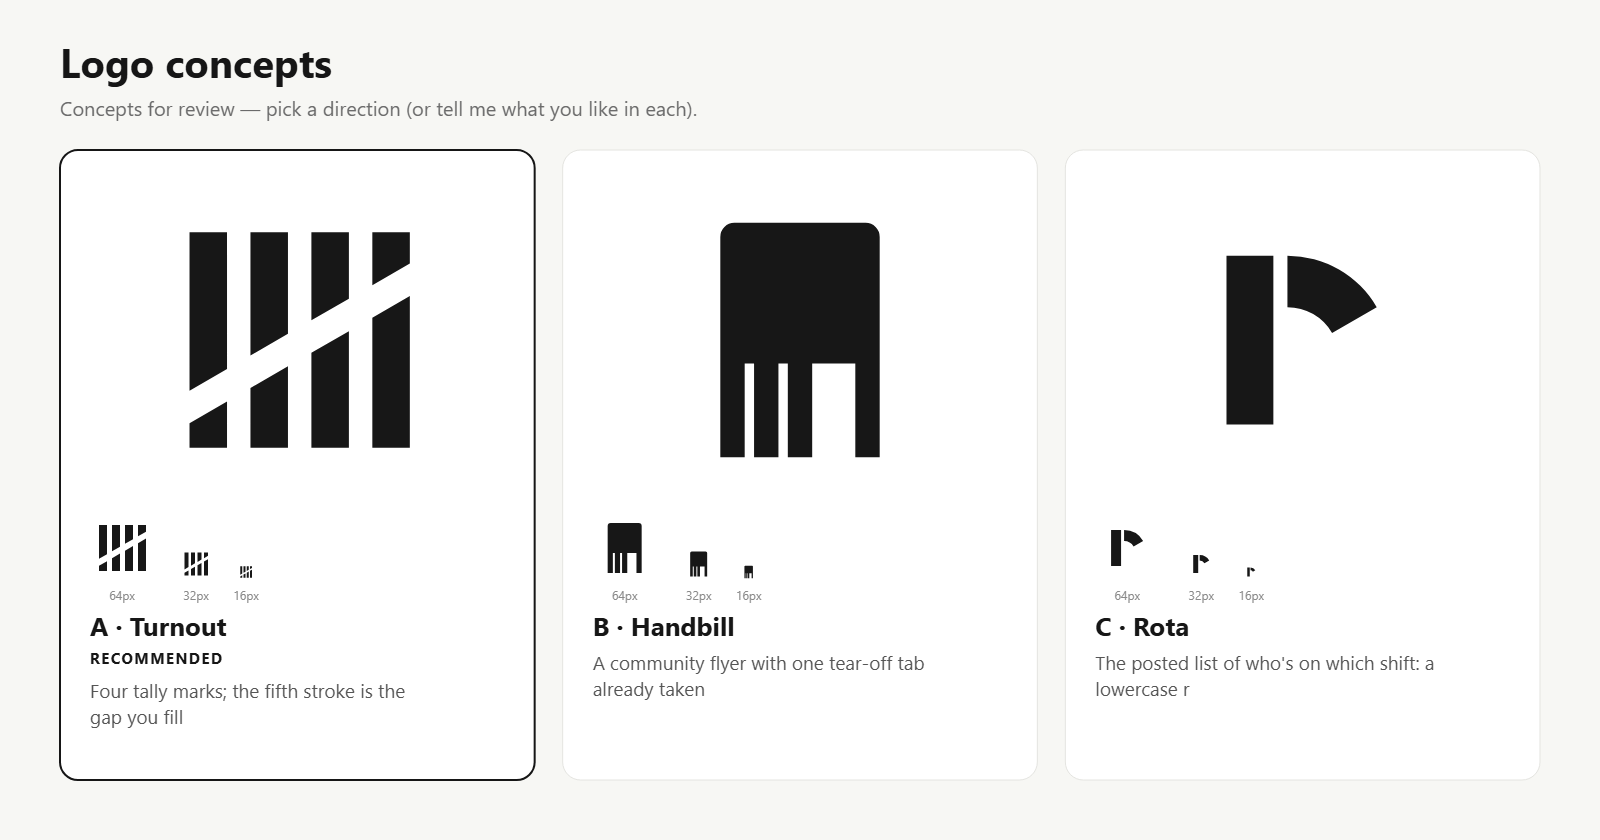 Logo concepts
Concepts for review — pick a direction (or tell me what you like in each).
64px
32px
16px
A · Turnout
RECOMMENDED
Four tally marks; the fifth stroke is the
gap you fill
64px
32px
16px
B · Handbill
A community flyer with one tear-off tab
already taken
64px
32px
16px
C · Rota
The posted list of who's on which shift: a
lowercase r